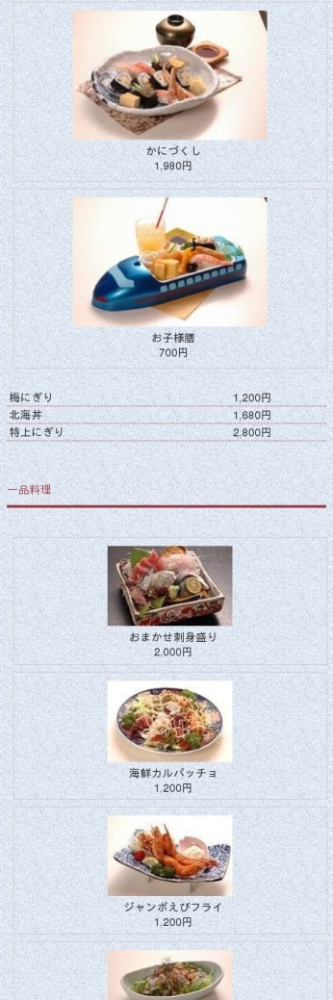 かにづくし
1,980円
お子様膳
700円
梅にぎり 1,200円
北海丼 1,680円
特上にぎり 2,800円
一品料理
おまかせ刺身盛り
2,000円
海鮮カルパッチョ
1,200円
ジャンボえびフライ
1,200円